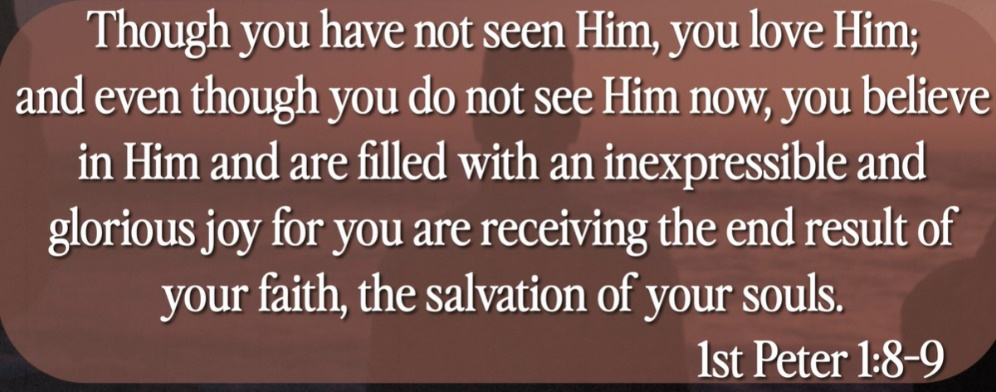 Though you have not seen Him, you love Him;
and even though you do not see Him now, you believe
in Him and are filled with an inexpressible and
glorious joy for you are receiving the end result of
your faith, the salvation of your souls.
1st Peter 1:8-9